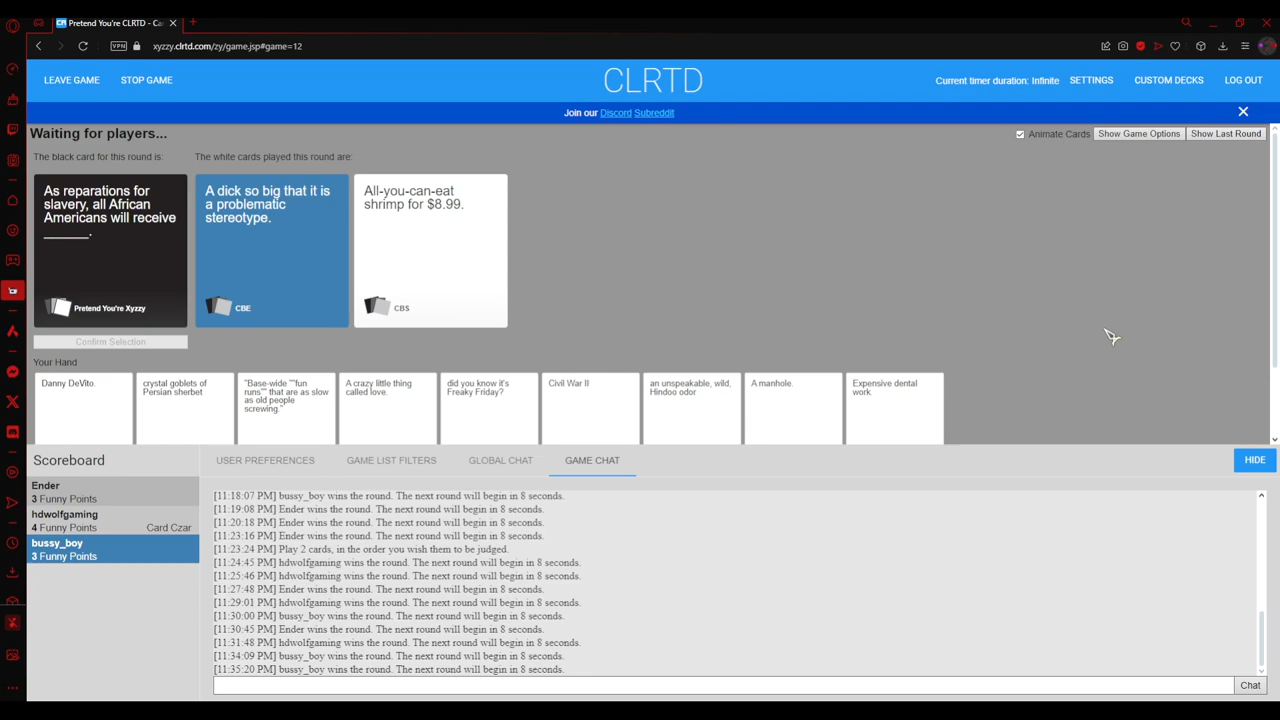 Pretend You're CLRTD - Ca
VPN
xyzzy.clrtd.com/zy/game.jsp#game=12
LEAVE GAME
STOP GAME
CLRTD
Current timer duration: Infinite
SETTINGS
CUSTOM DECKS
LOG OUT
Join our Discord Subreddit
Waiting for players...
Animate Cards
Show Game Options
Show Last Round
The black card for this round is:
The white cards played this round are:
As reparations for
slavery, all African
Americans will receive
______.
Pretend You're Xyzzy
A dick so big that it is
a problematic
stereotype.
CBE
All-you-can-eat
shrimp for $8.99.
CBS
Confirm Selection
Your Hand
Danny DeVito.
crystal goblets of
Persian sherbet
"Base-wide ""fun
runs"" that are as slow
as old people
screwing."
A crazy little thing
called love.
did you know it's
Freaky Friday?
Civil War II
an unspeakable, wild,
Hindoo odor
A manhole.
Expensive dental
work.
Scoreboard
Ender
3 Funny Points
hdwolfgaming
4 Funny Points
Card Czar
bussy_boy
3 Funny Points
USER PREFERENCES
GAME LIST FILTERS
GLOBAL CHAT
GAME CHAT
HIDE
[11:18:07 PM] bussy_boy wins the round. The next round will begin in 8 seconds.
[11:19:08 PM] Ender wins the round. The next round will begin in 8 seconds.
[11:20:18 PM] Ender wins the round. The next round will begin in 8 seconds.
[11:23:16 PM] Ender wins the round. The next round will begin in 8 seconds.
[11:23:24 PM] Play 2 cards, in the order you wish them to be judged.
[11:24:45 PM] hdwolfgaming wins the round. The next round will begin in 8 seconds.
[11:25:46 PM] hdwolfgaming wins the round. The next round will begin in 8 seconds.
[11:27:48 PM] Ender wins the round. The next round will begin in 8 seconds.
[11:29:01 PM] hdwolfgaming wins the round. The next round will begin in 8 seconds.
[11:30:00 PM] bussy_boy wins the round. The next round will begin in 8 seconds.
[11:30:45 PM] Ender wins the round. The next round will begin in 8 seconds.
[11:31:48 PM] hdwolfgaming wins the round. The next round will begin in 8 seconds.
[11:34:09 PM] bussy_boy wins the round. The next round will begin in 8 seconds.
[11:35:20 PM] bussy_boy wins the round. The next round will begin in 8 seconds.
Chat